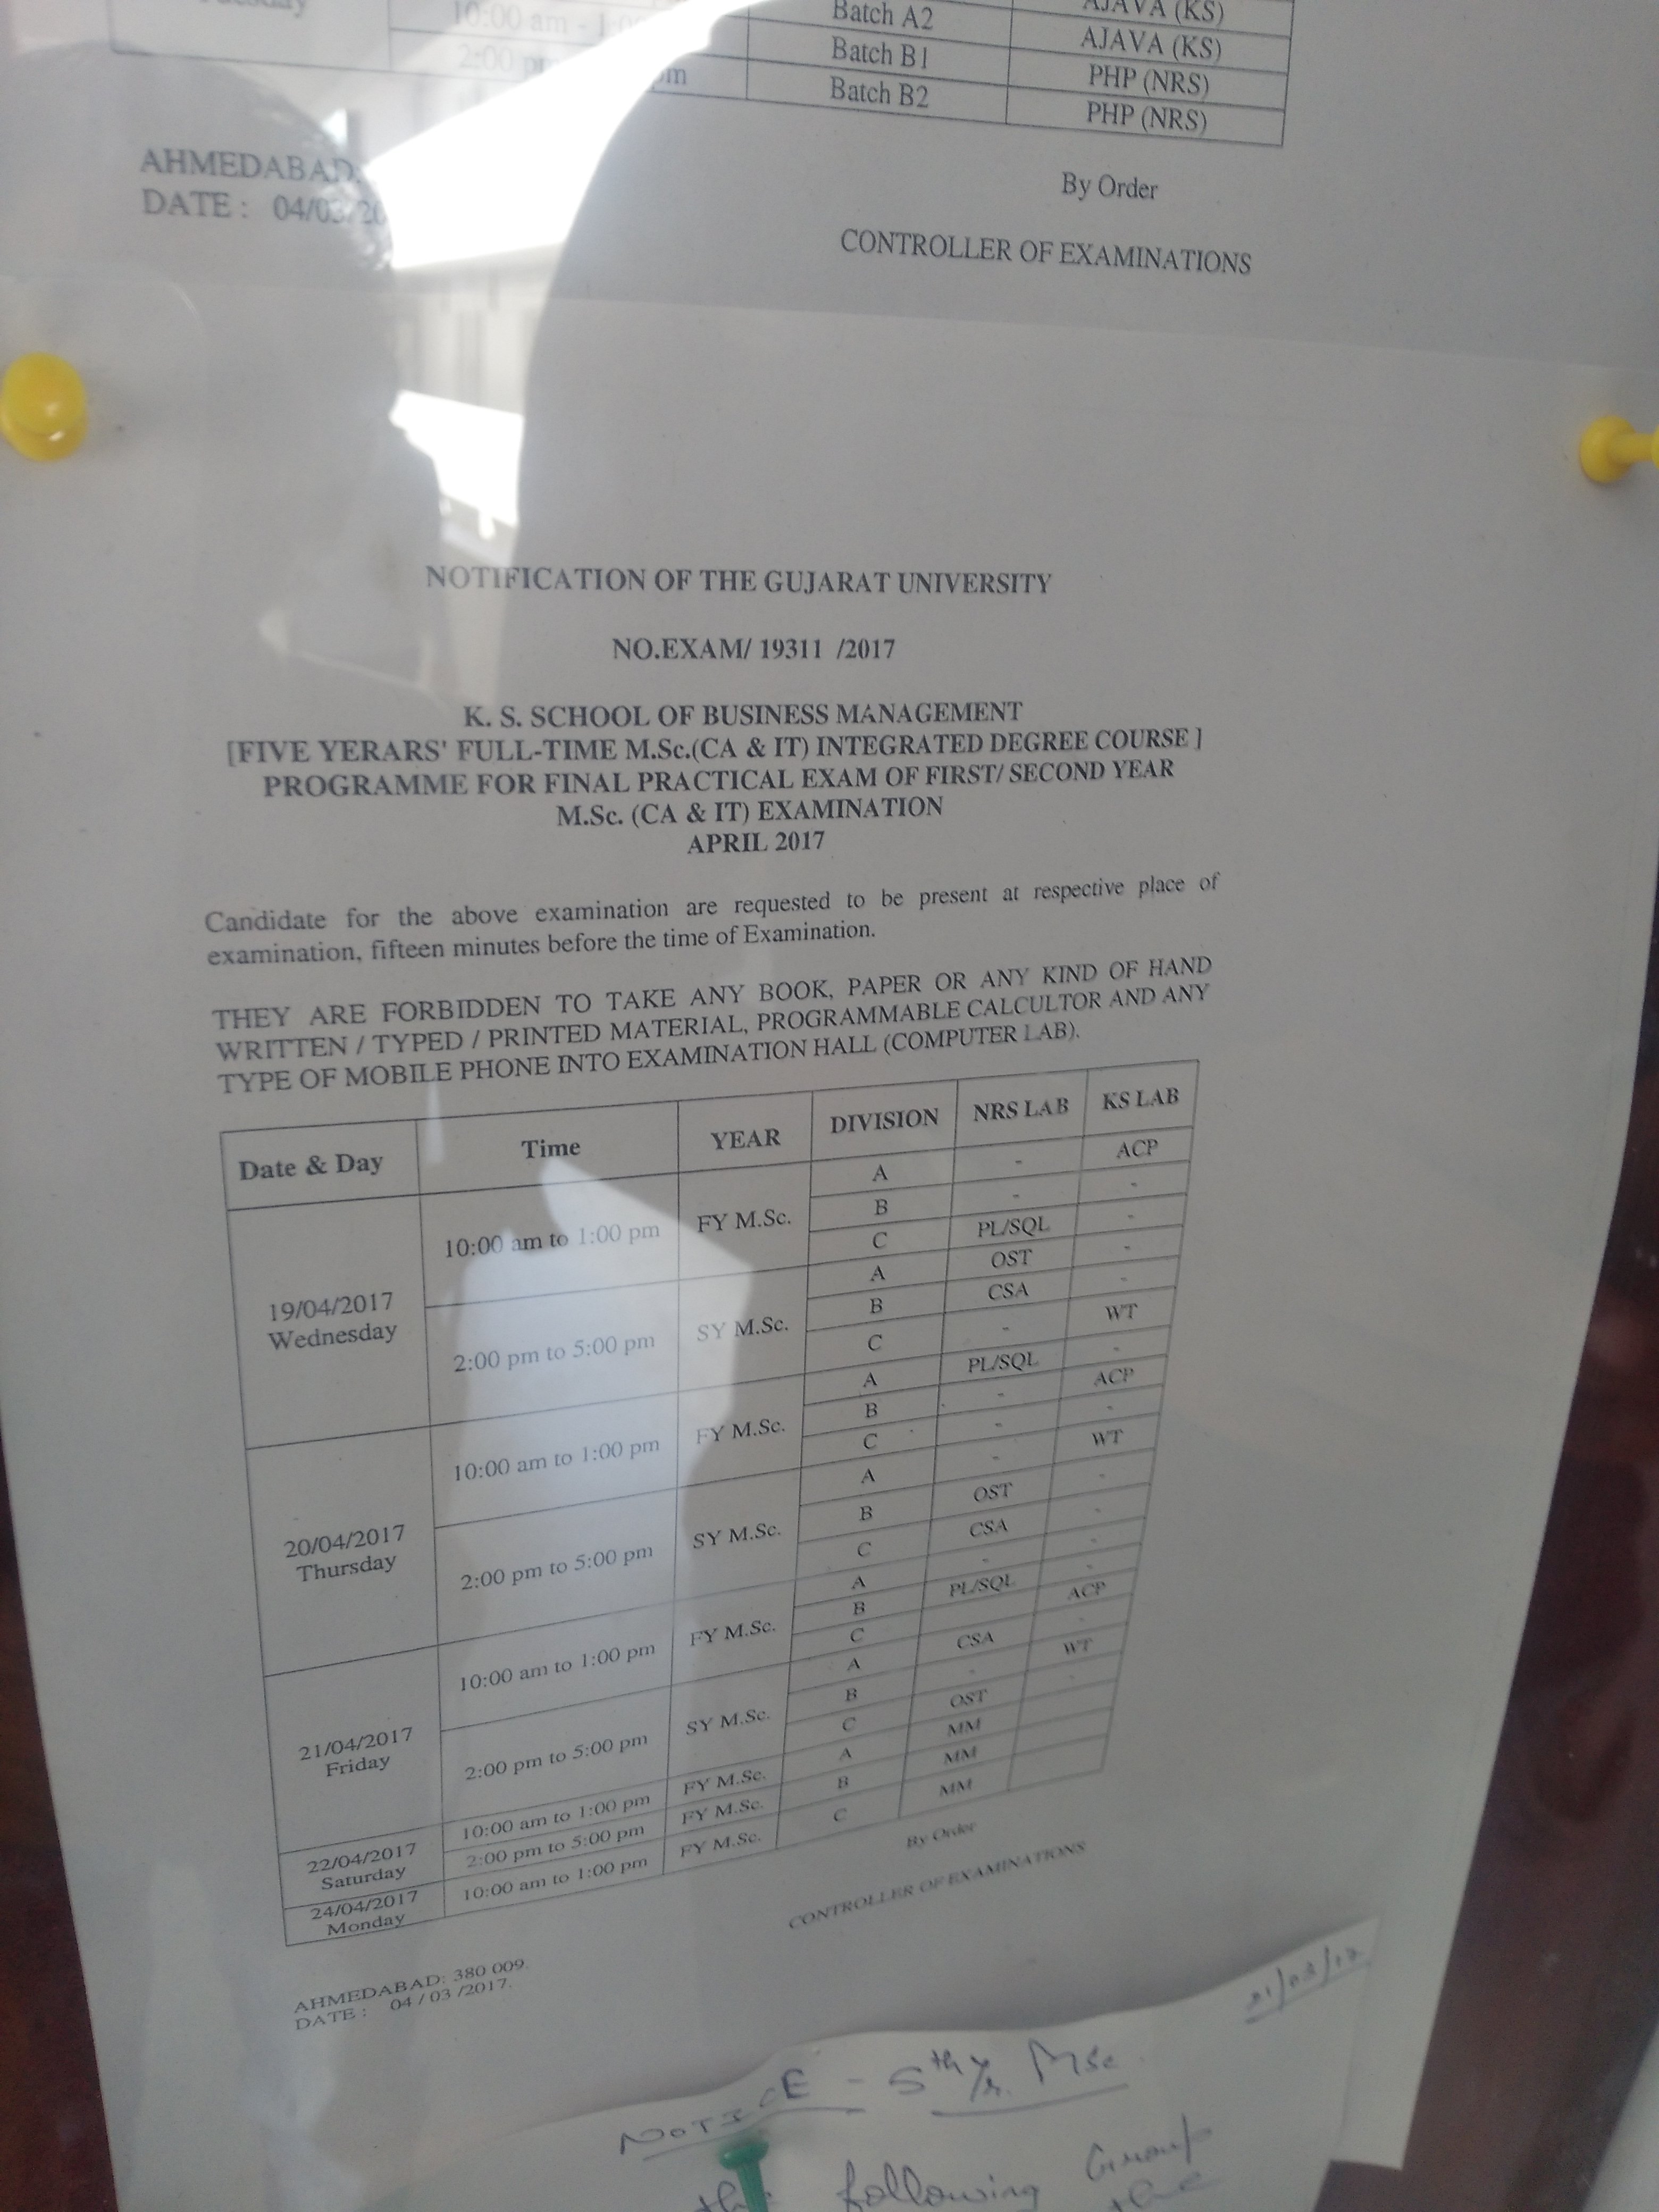 10:00 am - 1:00 Batch A2 AJAVA (KS)
AJAVA (KS)
2:00 pm pm Batch B1 PHP (NRS)
Batch B2 PHP (NRS)
AHMEDABAD:
DATE : 04/03/20
By Order
CONTROLLER OF EXAMINATIONS
NOTIFICATION OF THE GUJARAT UNIVERSITY
NO.EXAM/ 19311 /2017
K. S. SCHOOL OF BUSINESS MANAGEMENT
[FIVE YERARS' FULL-TIME M.Sc.(CA & IT) INTEGRATED DEGREE COURSE ]
PROGRAMME FOR FINAL PRACTICAL EXAM OF FIRST/ SECOND YEAR
M.Sc. (CA & IT) EXAMINATION
APRIL 2017
Candidate for the above examination are requested to be present at respective place of
examination, fifteen minutes before the time of Examination.
THEY ARE FORBIDDEN TO TAKE ANY BOOK, PAPER OR ANY KIND OF HAND
WRITTEN / TYPED / PRINTED MATERIAL, PROGRAMMABLE CALCULTOR AND ANY
TYPE OF MOBILE PHONE INTO EXAMINATION HALL (COMPUTER LAB).
Date & Day Time YEAR DIVISION NRS LAB KS LAB
19/04/2017 Wednesday 10:00 am to 1:00 pm FY M.Sc. A - ACP
B - -
C PL/SQL -
2:00 pm to 5:00 pm SY M.Sc. A OST -
B CSA -
C - WT
20/04/2017 Thursday 10:00 am to 1:00 pm FY M.Sc. A PL/SQL -
B - ACP
C - -
2:00 pm to 5:00 pm SY M.Sc. A - WT
B OST -
C CSA -
21/04/2017 Friday 10:00 am to 1:00 pm FY M.Sc. A - -
B PL/SQL -
C ACP
2:00 pm to 5:00 pm SY M.Sc. A CSA -
B - WT
C OST -
22/04/2017 Saturday 10:00 am to 1:00 pm FY M.Sc. A MM
2:00 pm to 5:00 pm FY M.Sc. B MM
24/04/2017 Monday 10:00 am to 1:00 pm FY M.Sc. C MM
By Order
CONTROLLER OF EXAMINATIONS
AHMEDABAD: 380 009.
DATE : 04 / 03 /2017.
NOTICE - 5th Yr. MSc
following Group